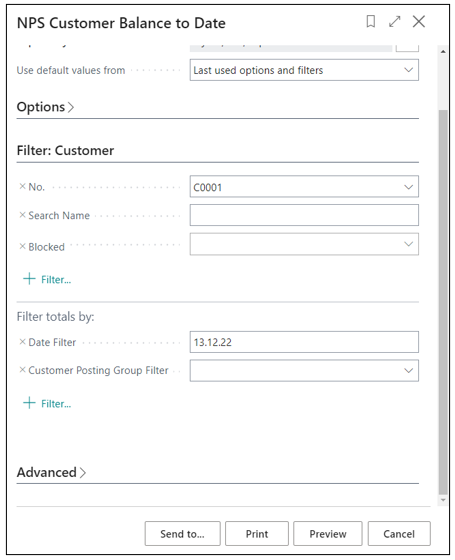 NPS Customer Balance to Date
Use default values from Last used options and filters
Options
Filter: Customer
No. C0001
Search Name
Blocked
+ Filter...
Filter totals by:
Date Filter 13.12.22
Customer Posting Group Filter
+ Filter...
Advanced
Send to... Print Preview Cancel